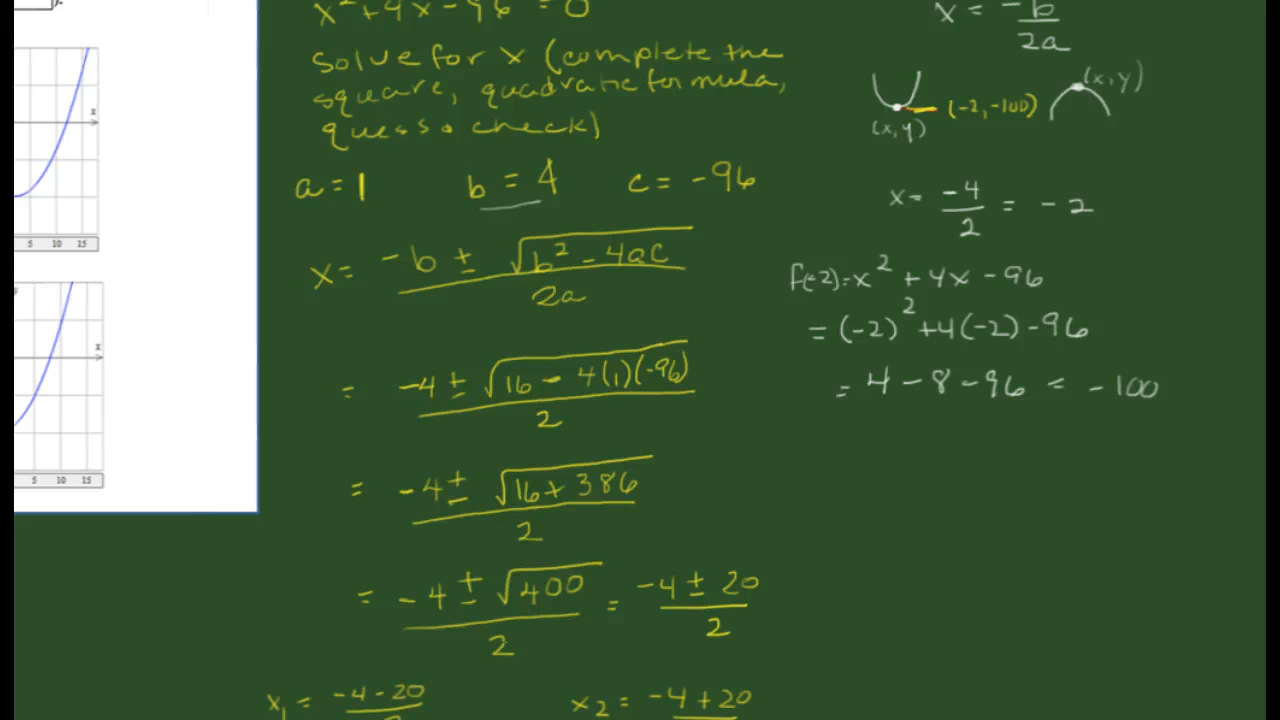 ).
x
5 10 15
x
5 10 15
x² + 4x - 96 = 0
Solve for x (complete the
square, quadratic formula,
guess & check)
a = 1 b = 4 c = -96
x = -b ± √(b² - 4ac) / 2a
= -4 ± √(16 - 4(1)(-96)) / 2
= -4 ± √(16 + 386) / 2
= -4 ± √400 / 2 = -4 ± 20 / 2
x₁ = -4 - 20 / x₂ = -4 + 20 /
x = -b / 2a
(x, y) (-2, -100) (x, y)
x = -4 / 2 = -2
f(-2) = x² + 4x - 96
= (-2)² + 4(-2) - 96
= 4 - 8 - 96 = -100